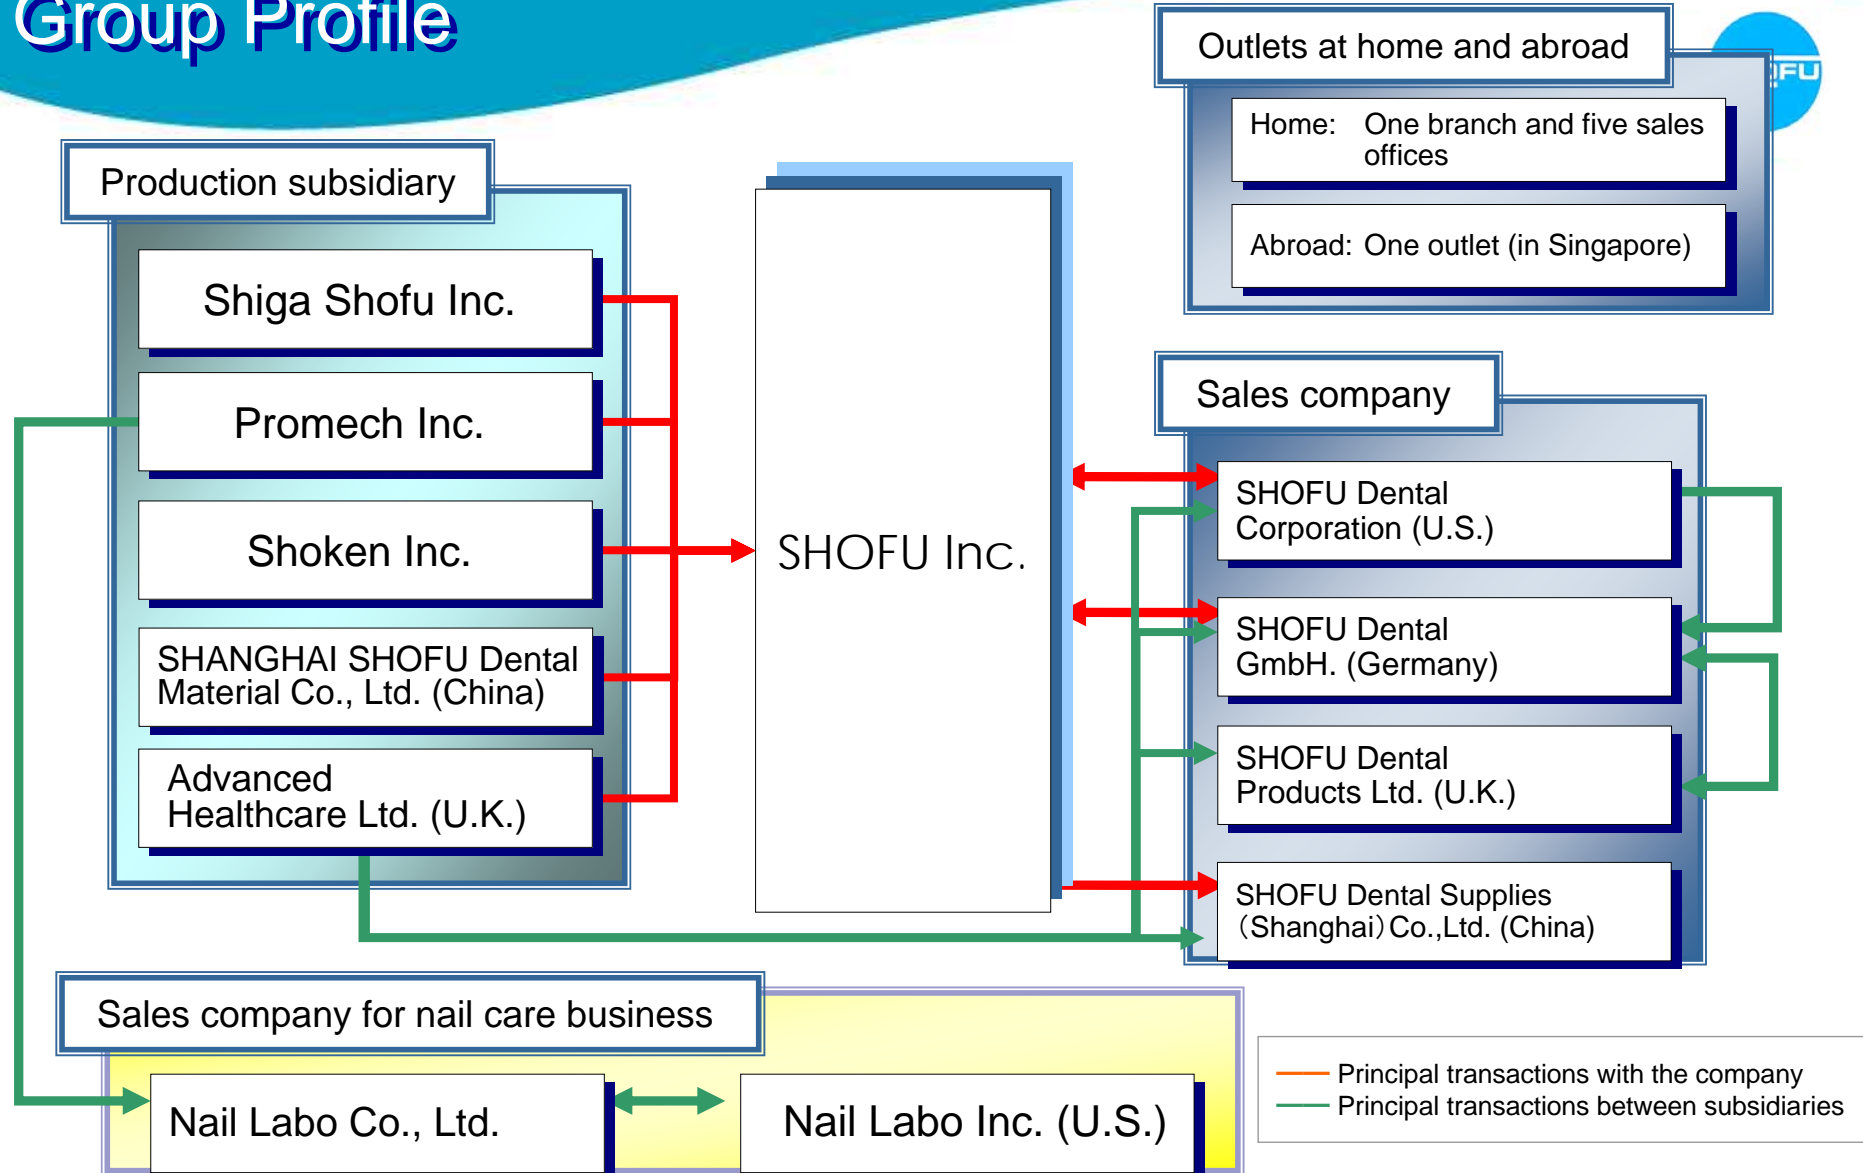 Group Profile
Outlets at home and abroad
Home: One branch and five sales
offices
Abroad: One outlet (in Singapore)
Production subsidiary
Shiga Shofu Inc.
Promech Inc.
Shoken Inc.
SHANGHAI SHOFU Dental
Material Co., Ltd. (China)
Advanced
Healthcare Ltd. (U.K.)
SHOFU Inc.
Sales company
SHOFU Dental
Corporation (U.S.)
SHOFU Dental
GmbH. (Germany)
SHOFU Dental
Products Ltd. (U.K.)
SHOFU Dental Supplies
（Shanghai）Co.,Ltd. (China)
Sales company for nail care business
Nail Labo Co., Ltd.
Nail Labo Inc. (U.S.)
Principal transactions with the company
Principal transactions between subsidiaries